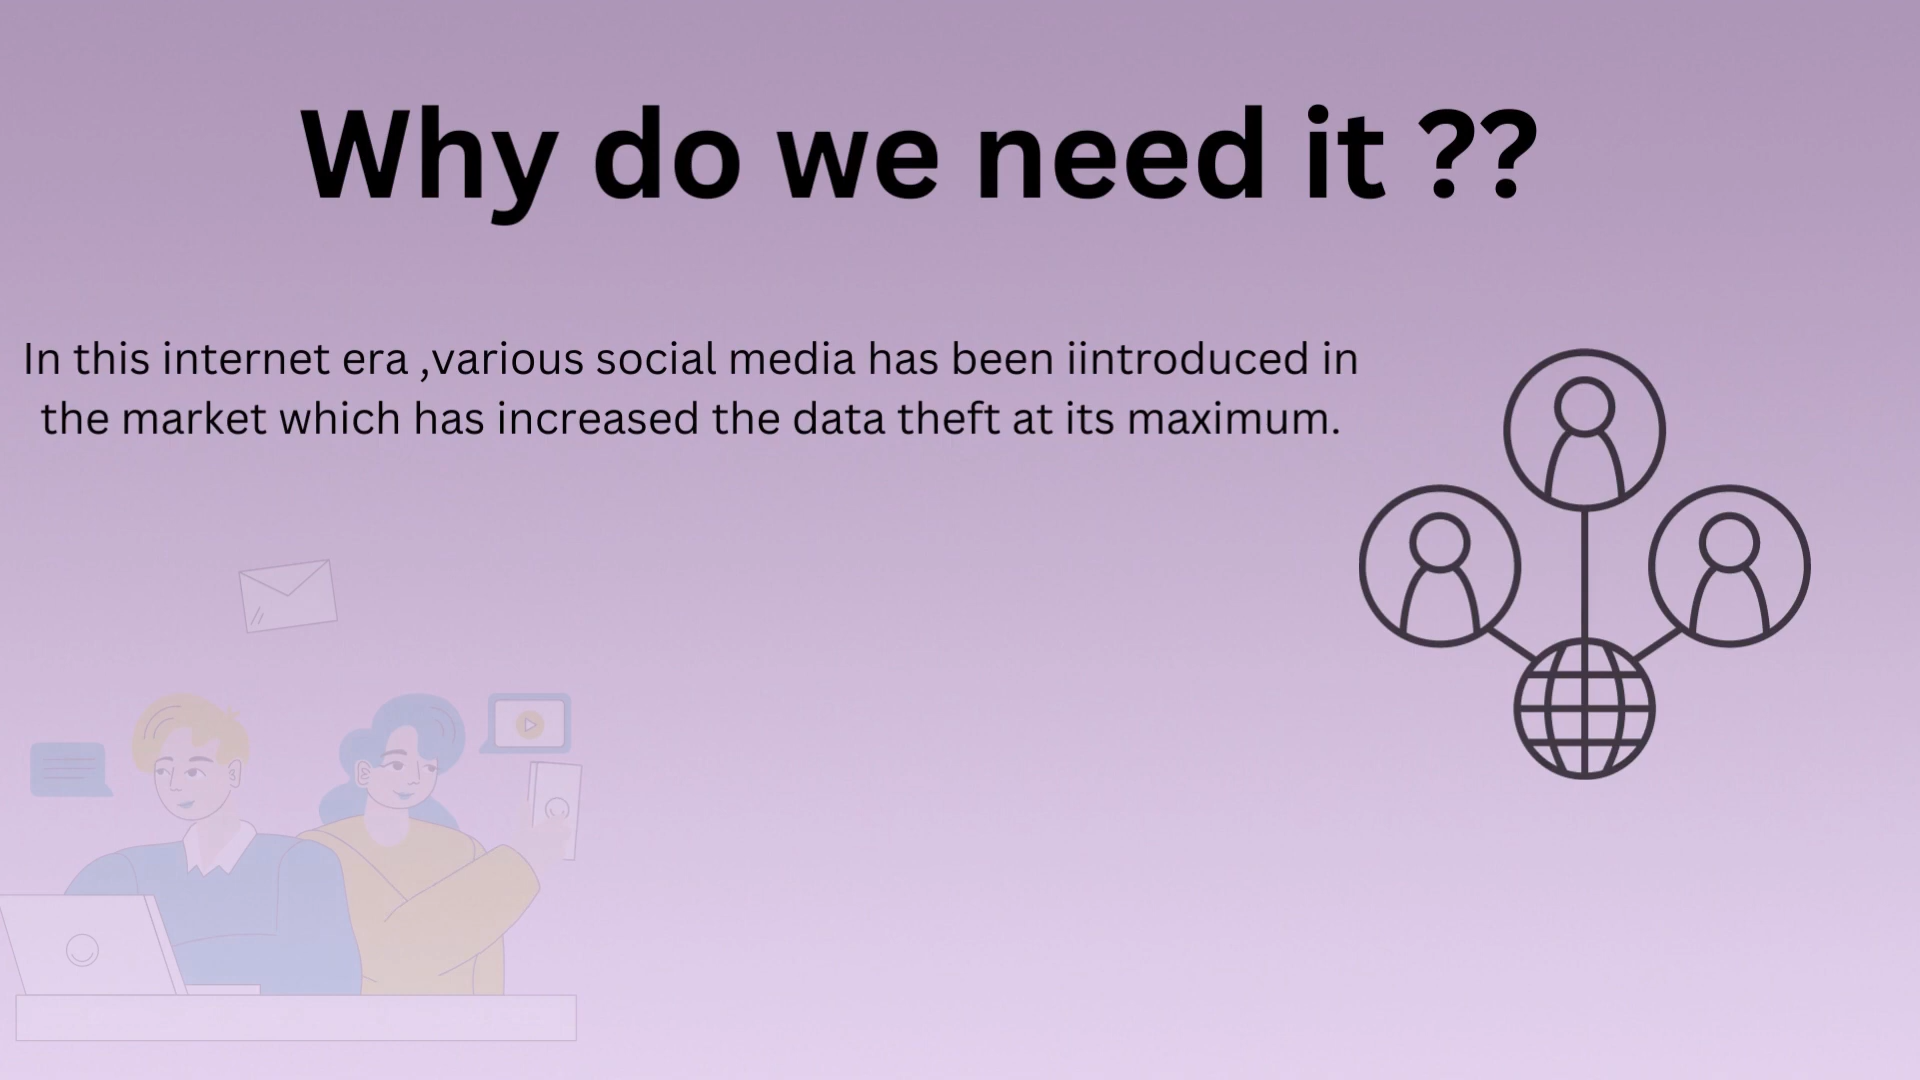 Why do we need it ??
In this internet era ,various social media has been iintroduced in
the market which has increased the data theft at its maximum.